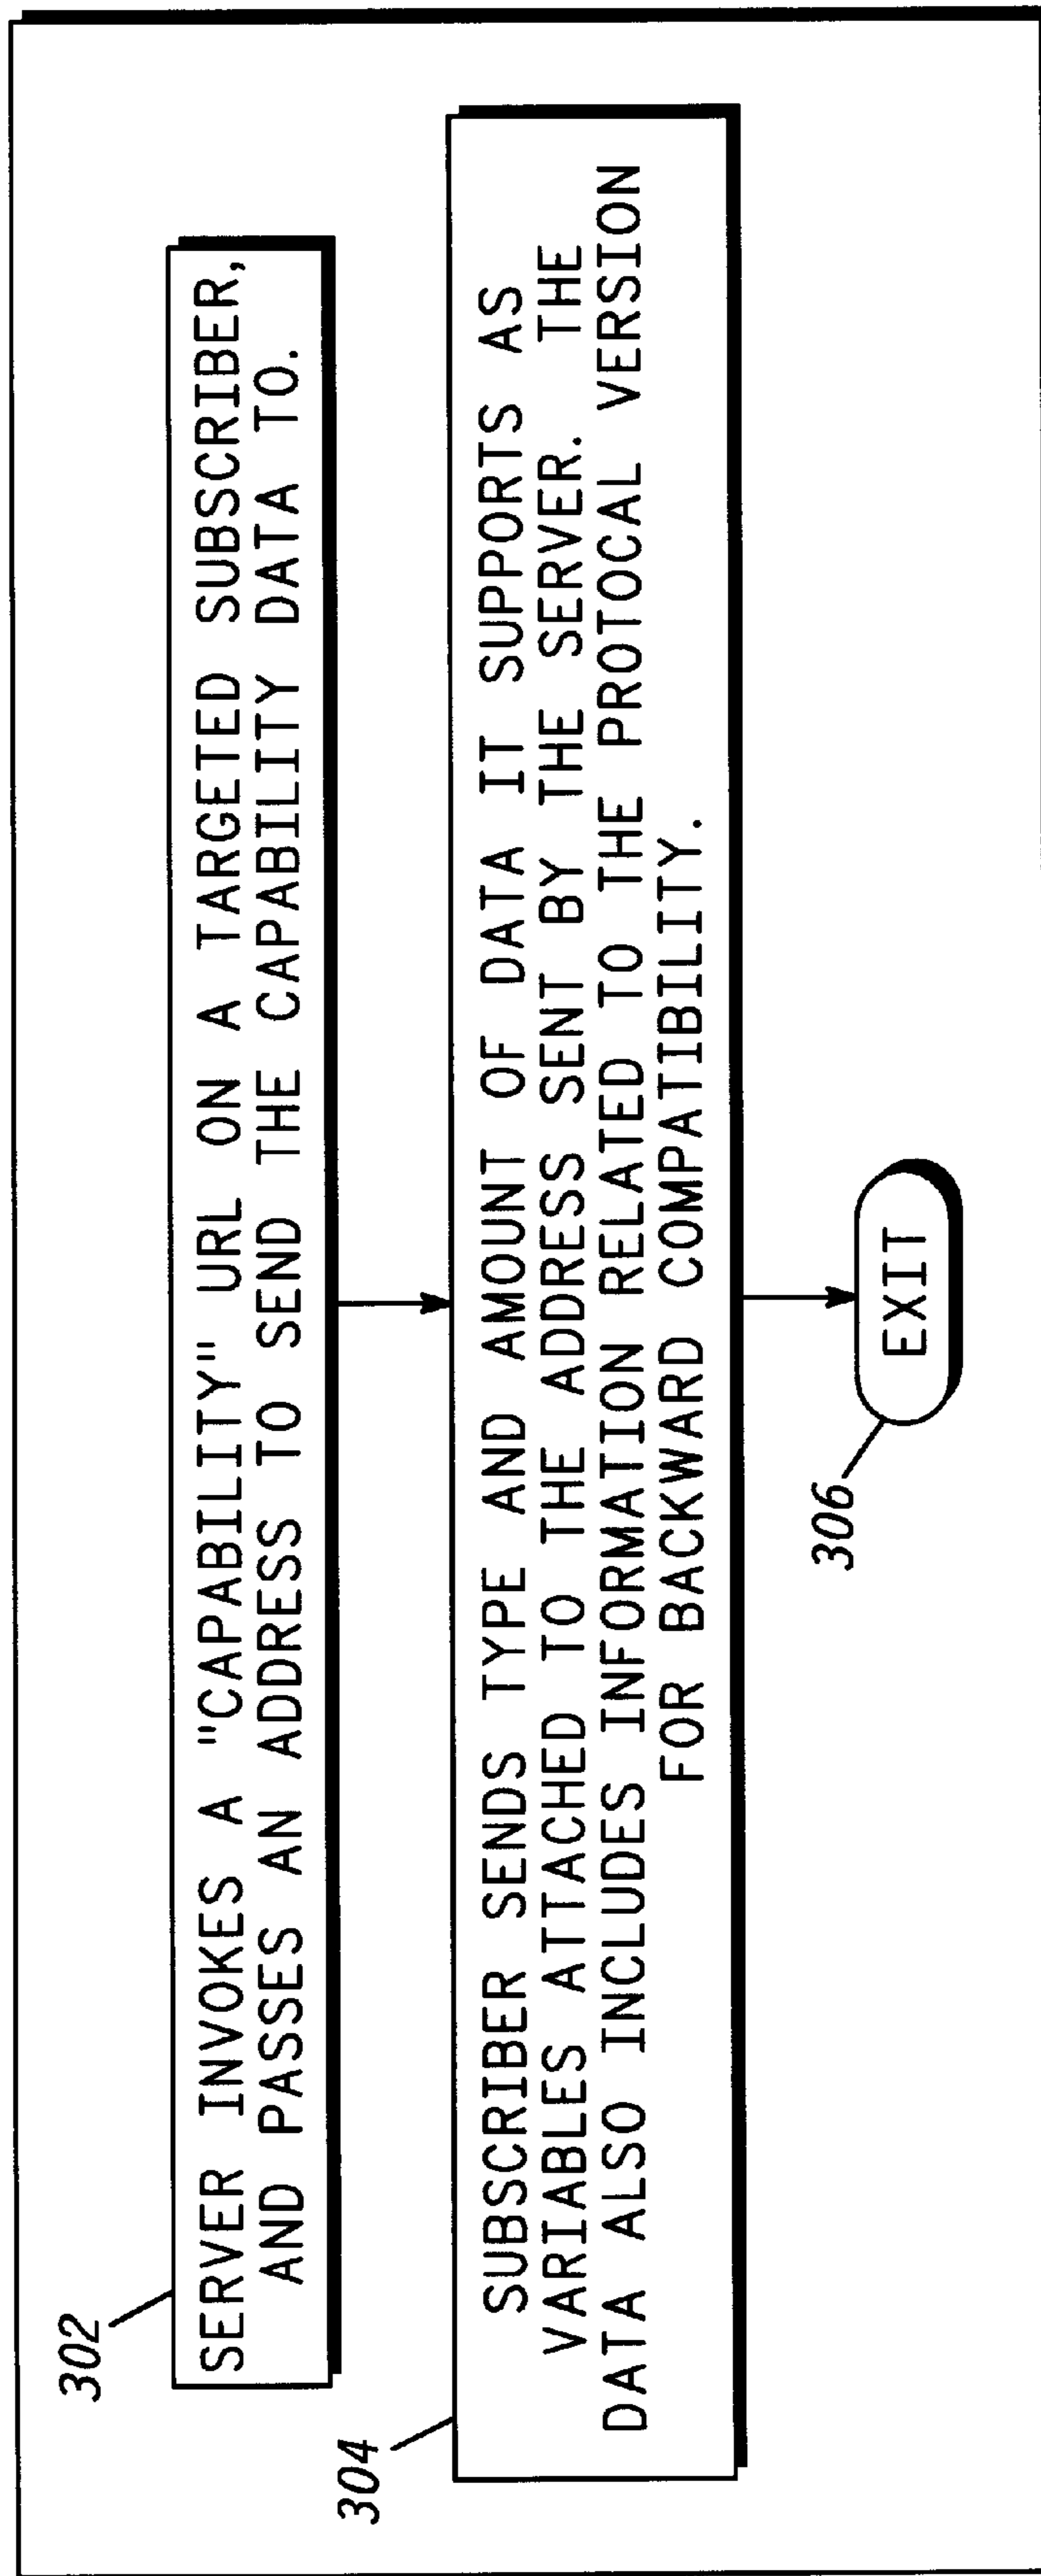 302
SERVER INVOKES A "CAPABILITY" URL ON A TARGETED SUBSCRIBER,
AND PASSES AN ADDRESS TO SEND THE CAPABILITY DATA TO.
304
SUBSCRIBER SENDS TYPE AND AMOUNT OF DATA IT SUPPORTS AS
VARIABLES ATTACHED TO THE ADDRESS SENT BY THE SERVER. THE
DATA ALSO INCLUDES INFORMATION RELATED TO THE PROTOCAL VERSION
FOR BACKWARD COMPATIBILITY.
306
EXIT